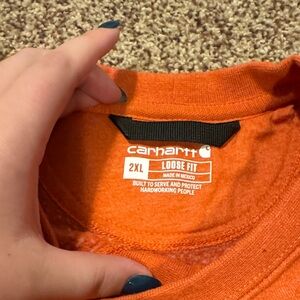 carhartt
2XL LOOSE FIT
MADE IN MEXICO
BUILT TO SERVE AND PROTECT
HARDWORKING PEOPLE